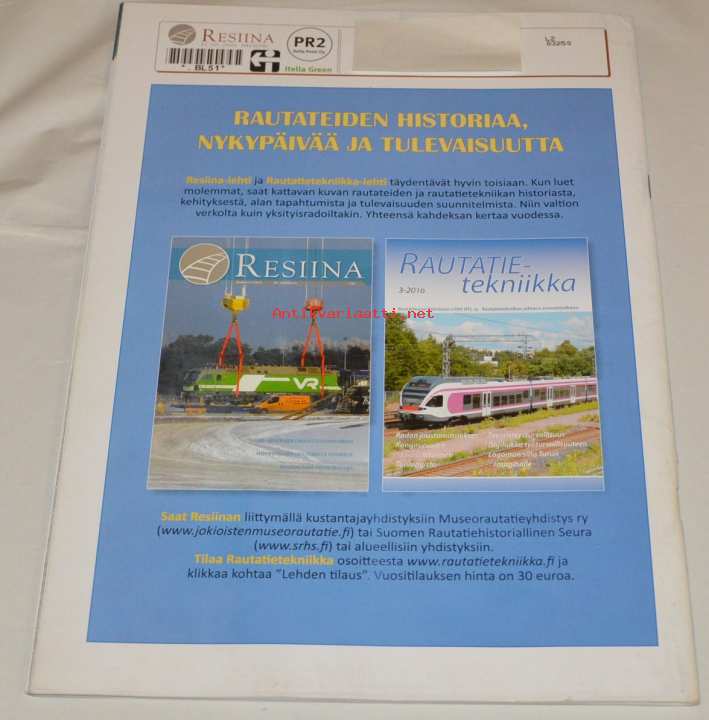 RESIINA
PR2
Itella Posti Oy
*.BL51*
Itella Green
RAUTATEIDEN HISTORIAA,
NYKYPÄIVÄÄ JA TULEVAISUUTTA
Resiina-lehti ja Rautatietekniikka-lehti täydentävät hyvin toisiaan. Kun luet
molemmat, saat kattavan kuvan rautateiden ja rautatietekniikan historiasta,
kehityksestä, alan tapahtumista ja tulevaisuuden suunnitelmista. Niin valtion
verkolta kuin yksityisradoiltakin. Yhteensä kahdeksan kertaa vuodessa.
RESIINA
VR
RAUTATIE-
tekniikka
3-2016
Antikvariaatti.net
Saat Resiinan liittymällä kustantajayhdistyksiin Museorautatieyhdistys ry
(www.jokioistenmuseorautatie.fi) tai Suomen Rautatiehistoriallinen Seura
(www.srhs.fi) tai alueellisiin yhdistyksiin.
Tilaa Rautatietekniikka osoitteesta www.rautatietekniikka.fi ja
klikkaa kohtaa "Lehden tilaus". Vuositilauksen hinta on 30 euroa.